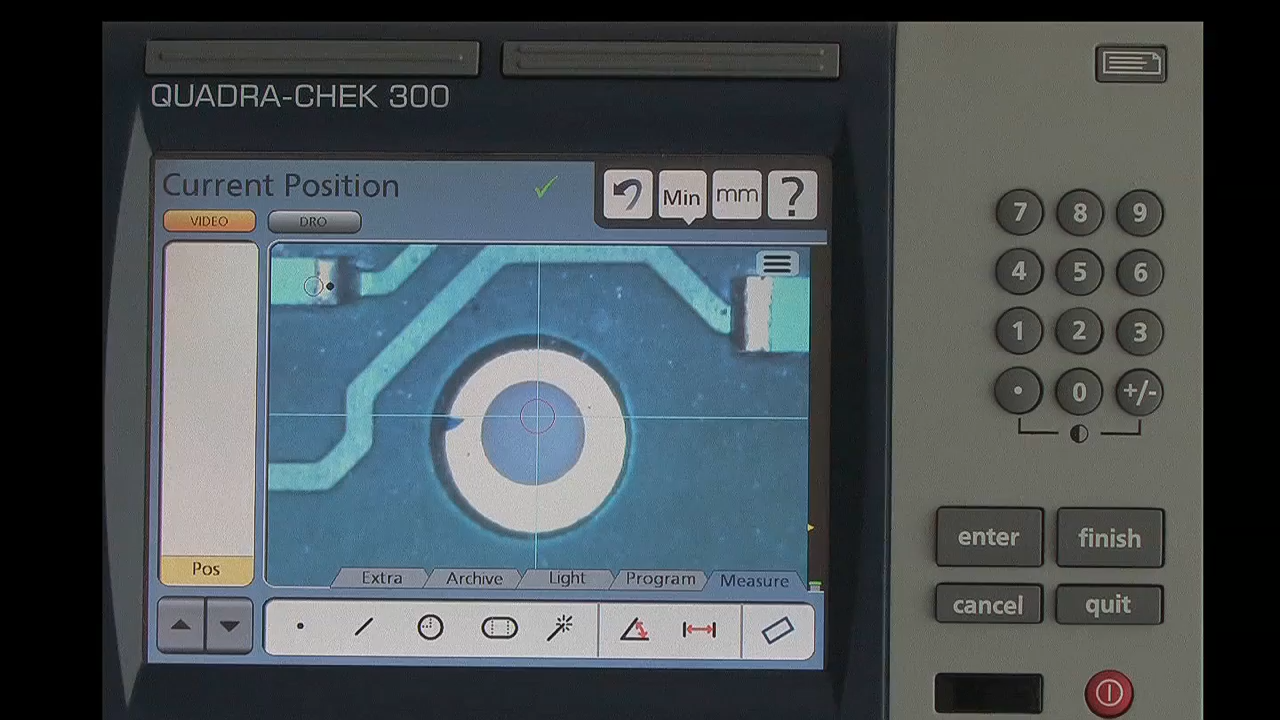 QUADRA-CHEK 300
Current Position
Min
mm
?
VIDEO
DRO
Pos
Extra
Archive
Light
Program
Measure
7 8 9
4 5 6
1 2 3
• 0 +/-
enter
finish
cancel
quit